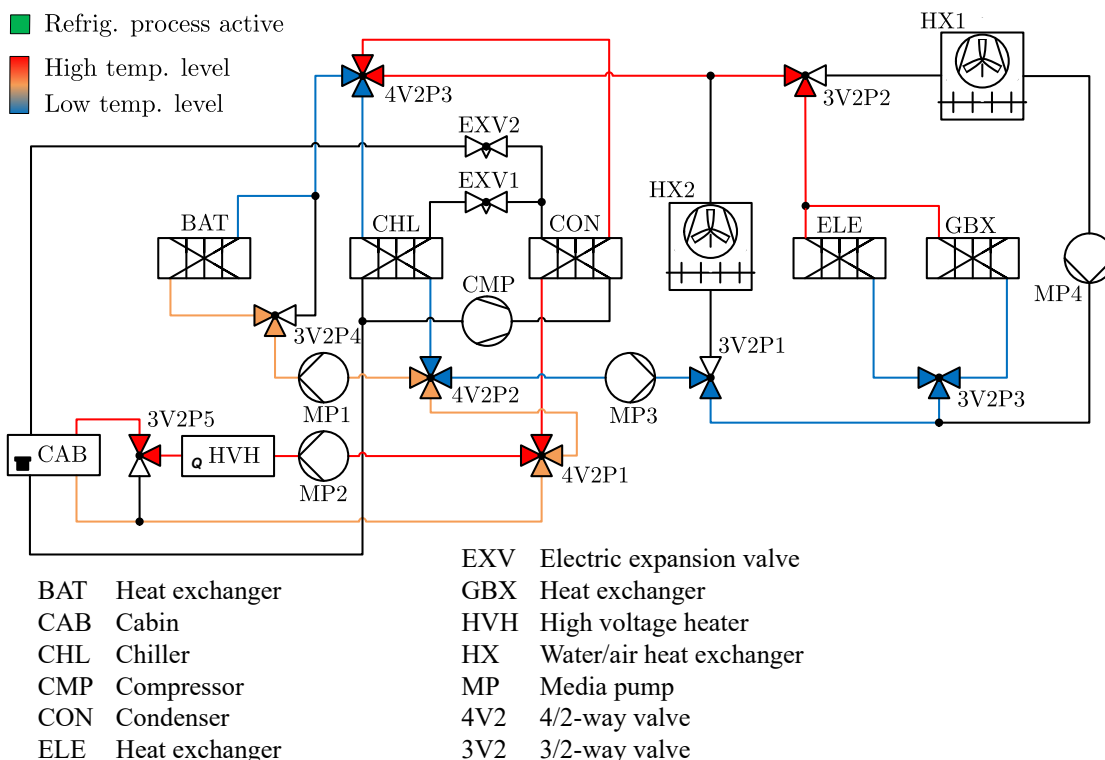 Refrig. process active
High temp. level
Low temp. level
HX1
4V2P3
3V2P2
EXV2
EXV1
HX2
BAT
CHL
CON
ELE
GBX
CMP
MP4
3V2P4
3V2P1
MP1
4V2P2
MP3
3V2P3
3V2P5
CAB
Q HVH
MP2
4V2P1
BAT Heat exchanger
CAB Cabin
CHL Chiller
CMP Compressor
CON Condenser
ELE Heat exchanger
EXV Electric expansion valve
GBX Heat exchanger
HVH High voltage heater
HX Water/air heat exchanger
MP Media pump
4V2 4/2-way valve
3V2 3/2-way valve